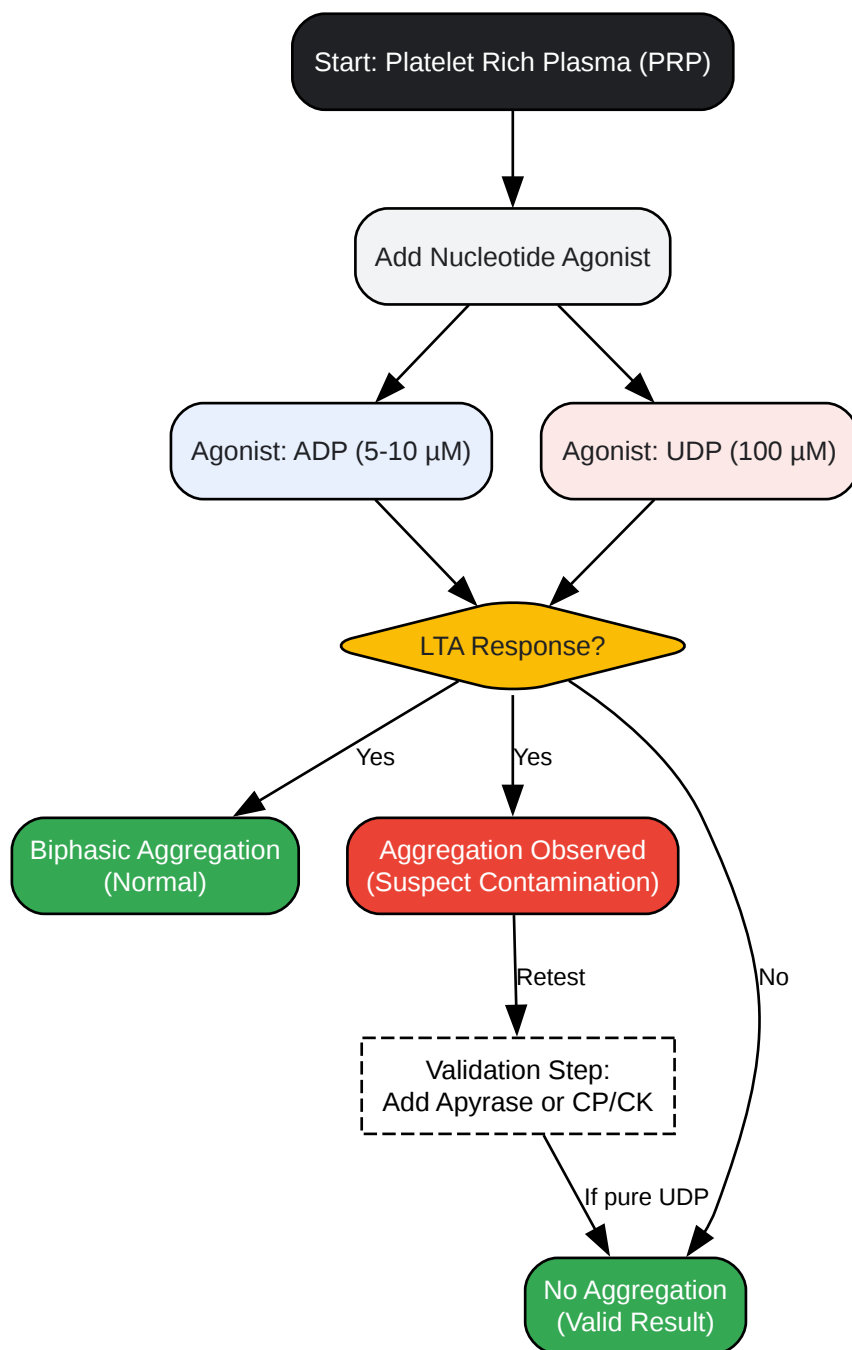 Start: Platelet Rich Plasma (PRP)
Add Nucleotide Agonist
Agonist: ADP (5-10 µM)
Agonist: UDP (100 µM)
LTA Response?
Yes
Yes
Biphasic Aggregation
(Normal)
Aggregation Observed
(Suspect Contamination)
Retest
No
Validation Step:
Add Apyrase or CP/CK
If pure UDP
No Aggregation
(Valid Result)